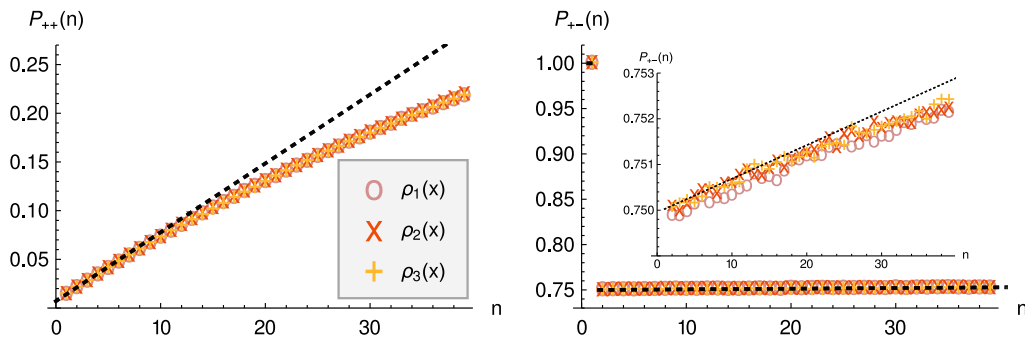 P++(n)
0.25
0.20
0.15
0.10
0.05
0 10 20 30 n
O ρ1(x)
X ρ2(x)
+ ρ3(x)
P+−(n)
1.00
0.95
0.90
0.85
0.80
0.75
10 20 30 n
P+−(n)
0.753
0.752
0.751
0.750
0 10 20 30 n